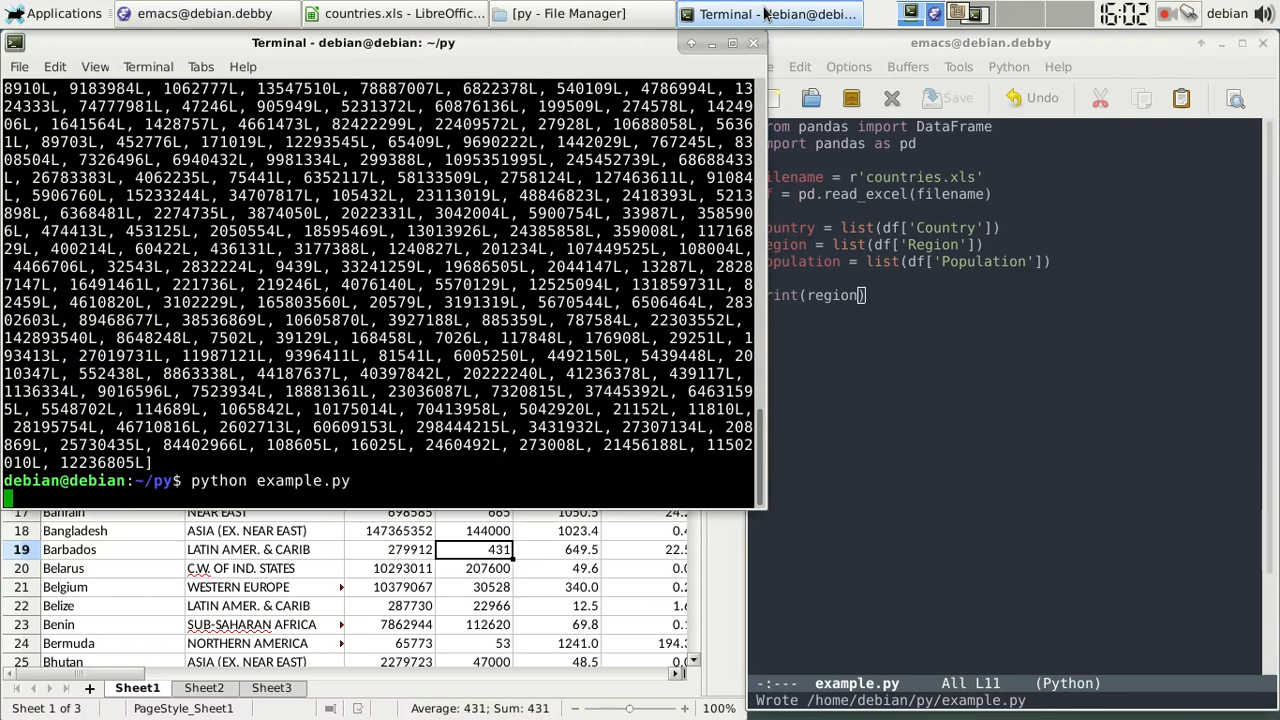 Applications
emacs@debian.debby
countries.xls - LibreOffic...
[py - File Manager]
Terminal - debian@debi...
16:02
debian
Terminal - debian@debian: ~/py
File Edit View Terminal Tabs Help
8910L, 9183984L, 1062777L, 13547510L, 78887007L, 6822378L, 540109L, 4786994L, 13
24333L, 74777981L, 47246L, 905949L, 5231372L, 60876136L, 199509L, 274578L, 14249
06L, 1641564L, 1428757L, 4661473L, 82422299L, 22409572L, 27928L, 10688058L, 5636
1L, 89703L, 452776L, 171019L, 12293545L, 65409L, 9690222L, 1442029L, 767245L, 83
08504L, 7326496L, 6940432L, 9981334L, 299388L, 1095351995L, 245452739L, 68688433
L, 26783383L, 4062235L, 75441L, 6352117L, 58133509L, 2758124L, 127463611L, 91084
L, 5906760L, 15233244L, 34707817L, 105432L, 23113019L, 48846823L, 2418393L, 5213
898L, 6368481L, 2274735L, 3874050L, 2022331L, 3042004L, 5900754L, 33987L, 358590
6L, 474413L, 453125L, 2050554L, 18595469L, 13013926L, 24385858L, 359008L, 117168
29L, 400214L, 60422L, 436131L, 3177388L, 1240827L, 201234L, 107449525L, 108004L,
4466706L, 32543L, 2832224L, 9439L, 33241259L, 19686505L, 2044147L, 13287L, 2828
7147L, 16491461L, 221736L, 219246L, 4076140L, 5570129L, 12525094L, 131859731L, 8
2459L, 4610820L, 3102229L, 165803560L, 20579L, 3191319L, 5670544L, 6506464L, 283
02603L, 89468677L, 38536869L, 10605870L, 3927188L, 885359L, 787584L, 22303552L,
142893540L, 8648248L, 7502L, 39129L, 168458L, 7026L, 117848L, 176908L, 29251L, 1
93413L, 27019731L, 11987121L, 9396411L, 81541L, 6005250L, 4492150L, 5439448L, 20
10347L, 552438L, 8863338L, 44187637L, 40397842L, 20222240L, 41236378L, 439117L,
1136334L, 9016596L, 7523934L, 18881361L, 23036087L, 7320815L, 37445392L, 6463159
5L, 5548702L, 114689L, 1065842L, 10175014L, 70413958L, 5042920L, 21152L, 11810L,
28195754L, 46710816L, 2602713L, 60609153L, 298444215L, 3431932L, 27307134L, 208
869L, 25730435L, 84402966L, 108605L, 16025L, 2460492L, 273008L, 21456188L, 11502
010L, 12236805L]
debian@debian:~/py$ python example.py
17 Bahrain NEAR EAST 698585 665 1050.5 24.2
18 Bangladesh ASIA (EX. NEAR EAST) 147365352 144000 1023.4 0.4
19 Barbados LATIN AMER. & CARIB 279912 431 649.5 22.5
20 Belarus C.W. OF IND. STATES 10293011 207600 49.6 0.0
21 Belgium WESTERN EUROPE 10379067 30528 340.0 0.2
22 Belize LATIN AMER. & CARIB 287730 22966 12.5 1.6
23 Benin SUB-SAHARAN AFRICA 7862944 112620 69.8 0.1
24 Bermuda NORTHERN AMERICA 65773 53 1241.0 194.3
25 Bhutan ASIA (EX. NEAR EAST) 2279723 47000 48.5 0.0
Sheet1 Sheet2 Sheet3
Sheet 1 of 3 PageStyle_Sheet1 Average: 431; Sum: 431 100%
emacs@debian.debby
Edit Options Buffers Tools Python Help
Save Undo
rom pandas import DataFrame
mport pandas as pd
ilename = r'countries.xls'
f = pd.read_excel(filename)
ountry = list(df['Country'])
egion = list(df['Region'])
opulation = list(df['Population'])
rint(region)
-:--- example.py All L11 (Python)
Wrote /home/debian/py/example.py